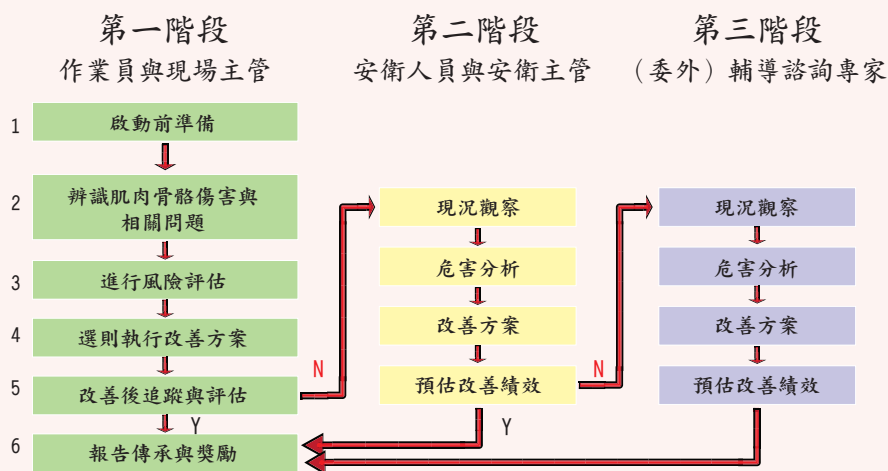 第一階段
作業員與現場主管
第二階段
安衛人員與安衛主管
第三階段
（委外）輔導諮詢專家
1
啟動前準備
2
辨識肌肉骨骼傷害與
相關問題
3
進行風險評估
4
選則執行改善方案
5
改善後追蹤與評估
N
Y
6
報告傳承與獎勵
現況觀察
危害分析
改善方案
預估改善績效
N
Y
現況觀察
危害分析
改善方案
預估改善績效